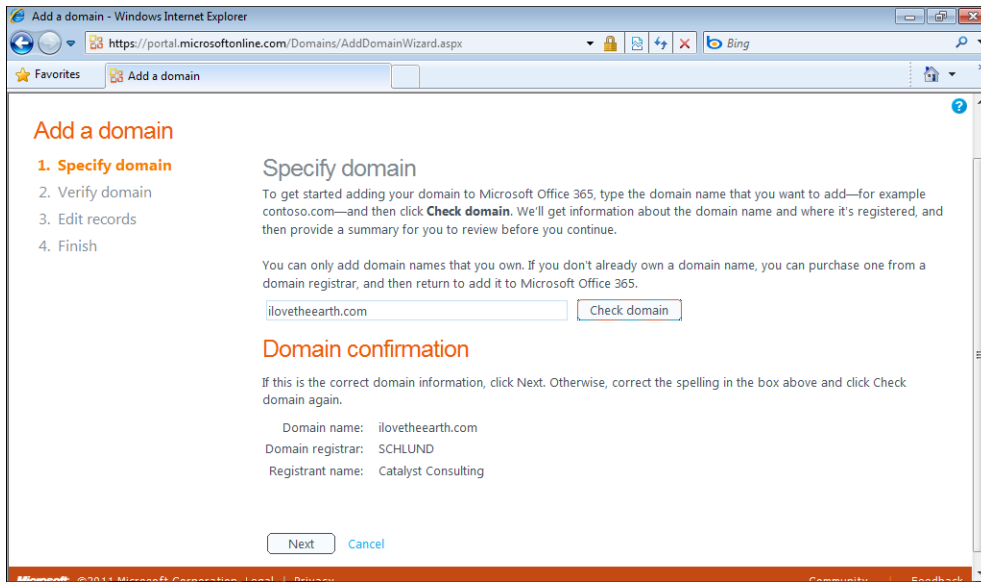 Add a domain - Windows Internet Explorer
https://portal.microsoftonline.com/Domains/AddDomainWizard.aspx
Bing
Favorites
Add a domain
Add a domain
1. Specify domain
2. Verify domain
3. Edit records
4. Finish
Specify domain
To get started adding your domain to Microsoft Office 365, type the domain name that you want to add—for example
contoso.com—and then click Check domain. We'll get information about the domain name and where it's registered, and
then provide a summary for you to review before you continue.
You can only add domain names that you own. If you don't already own a domain name, you can purchase one from a
domain registrar, and then return to add it to Microsoft Office 365.
ilovetheearth.com
Check domain
Domain confirmation
If this is the correct domain information, click Next. Otherwise, correct the spelling in the box above and click Check
domain again.
Domain name: ilovetheearth.com
Domain registrar: SCHLUND
Registrant name: Catalyst Consulting
Next Cancel
Microsoft ©2011 Microsoft Corporation Legal | Privacy Community | Feedback